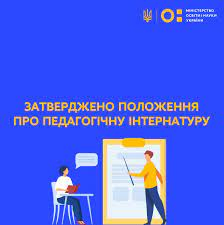 МІНІСТЕРСТВО
ОСВІТИ І НАУКИ
УКРАЇНИ
ЗАТВЕРДЖЕНО ПОЛОЖЕННЯ
ПРО ПЕДАГОГІЧНУ ІНТЕРНАТУРУ